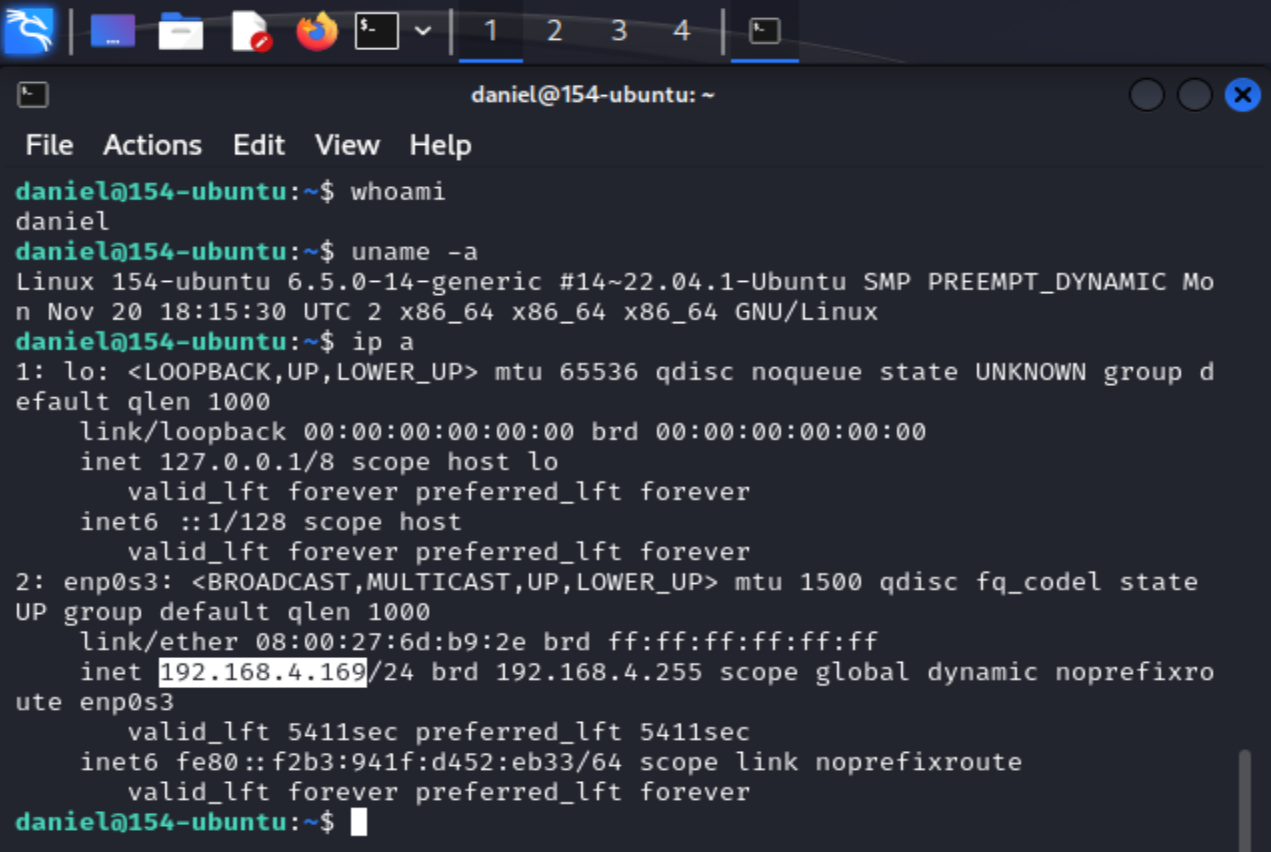 1 2 3 4
daniel@154-ubuntu: ~
File Actions Edit View Help
daniel@154-ubuntu:~$ whoami
daniel
daniel@154-ubuntu:~$ uname -a
Linux 154-ubuntu 6.5.0-14-generic #14~22.04.1-Ubuntu SMP PREEMPT_DYNAMIC Mo
n Nov 20 18:15:30 UTC 2 x86_64 x86_64 x86_64 GNU/Linux
daniel@154-ubuntu:~$ ip a
1: lo: <LOOPBACK,UP,LOWER_UP> mtu 65536 qdisc noqueue state UNKNOWN group d
efault qlen 1000
    link/loopback 00:00:00:00:00:00 brd 00:00:00:00:00:00
    inet 127.0.0.1/8 scope host lo
       valid_lft forever preferred_lft forever
    inet6 ::1/128 scope host
       valid_lft forever preferred_lft forever
2: enp0s3: <BROADCAST,MULTICAST,UP,LOWER_UP> mtu 1500 qdisc fq_codel state
UP group default qlen 1000
    link/ether 08:00:27:6d:b9:2e brd ff:ff:ff:ff:ff:ff
    inet 192.168.4.169/24 brd 192.168.4.255 scope global dynamic noprefixro
ute enp0s3
       valid_lft 5411sec preferred_lft 5411sec
    inet6 fe80::f2b3:941f:d452:eb33/64 scope link noprefixroute
       valid_lft forever preferred_lft forever
daniel@154-ubuntu:~$